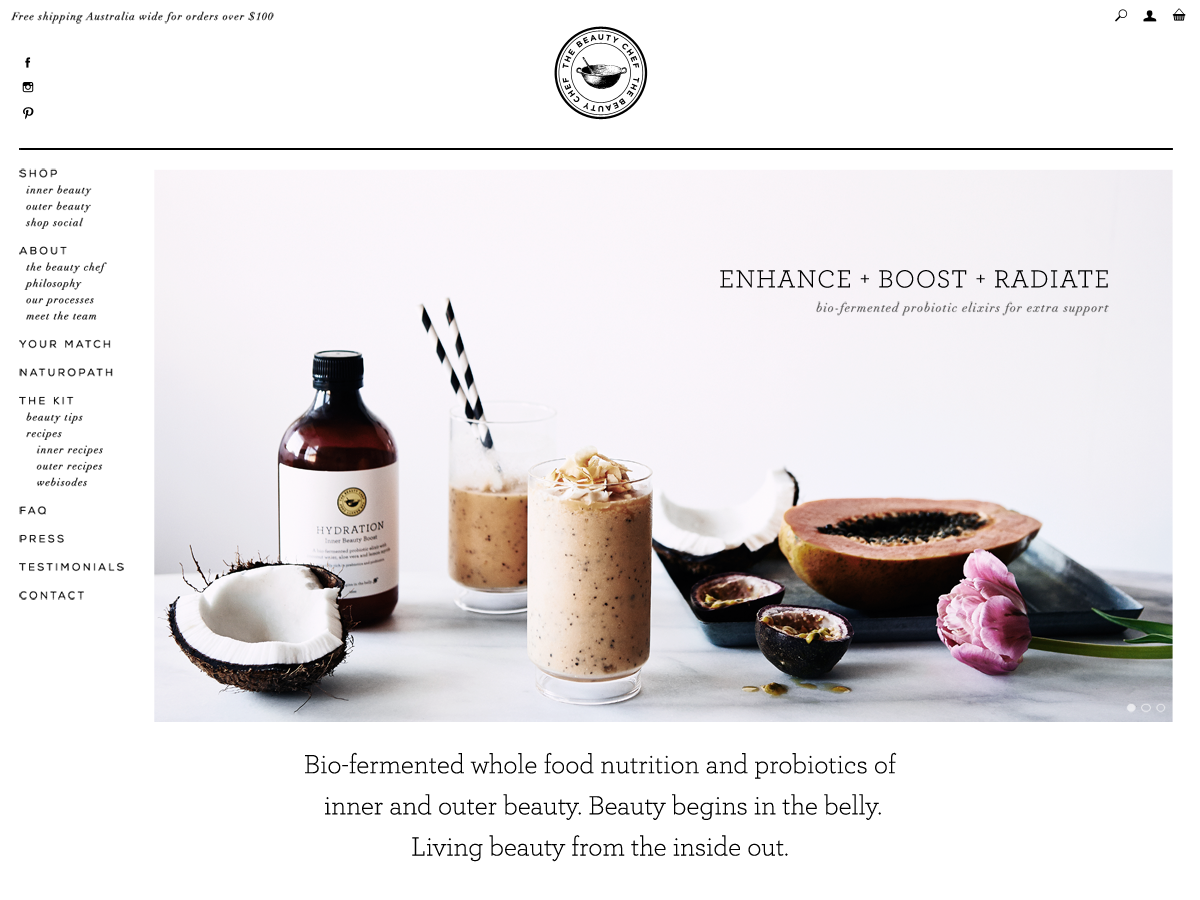 Free shipping Australia wide for orders over $100
THE BEAUTY CHEF THE BEAUTY CHEF
SHOP
inner beauty
outer beauty
shop social
ABOUT
the beauty chef
philosophy
our processes
meet the team
YOUR MATCH
NATUROPATH
THE KIT
beauty tips
recipes
inner recipes
outer recipes
webisodes
FAQ
PRESS
TESTIMONIALS
CONTACT
ENHANCE + BOOST + RADIATE
bio-fermented probiotic elixirs for extra support
HYDRATION
Inner Beauty Boost
Bio-fermented whole food nutrition and probiotics of
inner and outer beauty. Beauty begins in the belly.
Living beauty from the inside out.